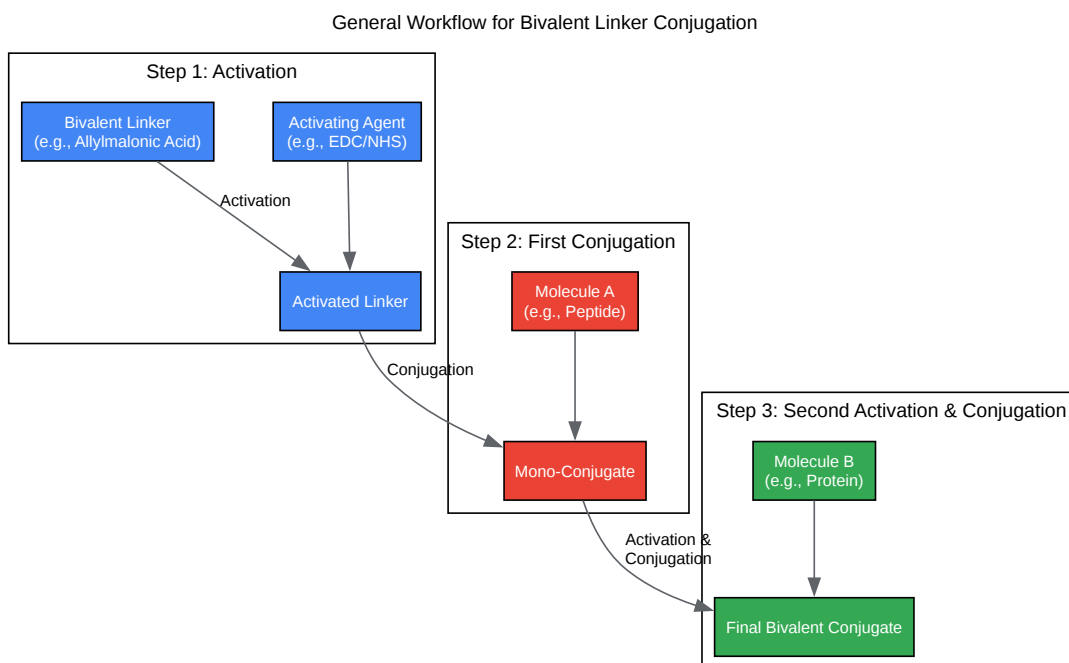 General Workflow for Bivalent Linker Conjugation
Step 1: Activation
Bivalent Linker
(e.g., Allylmalonic Acid)
Activating Agent
(e.g., EDC/NHS)
Activation
Activated Linker
Step 2: First Conjugation
Molecule A
(e.g., Peptide)
Conjugation
Mono-Conjugate
Step 3: Second Activation & Conjugation
Molecule B
(e.g., Protein)
Activation &
Conjugation
Final Bivalent Conjugate